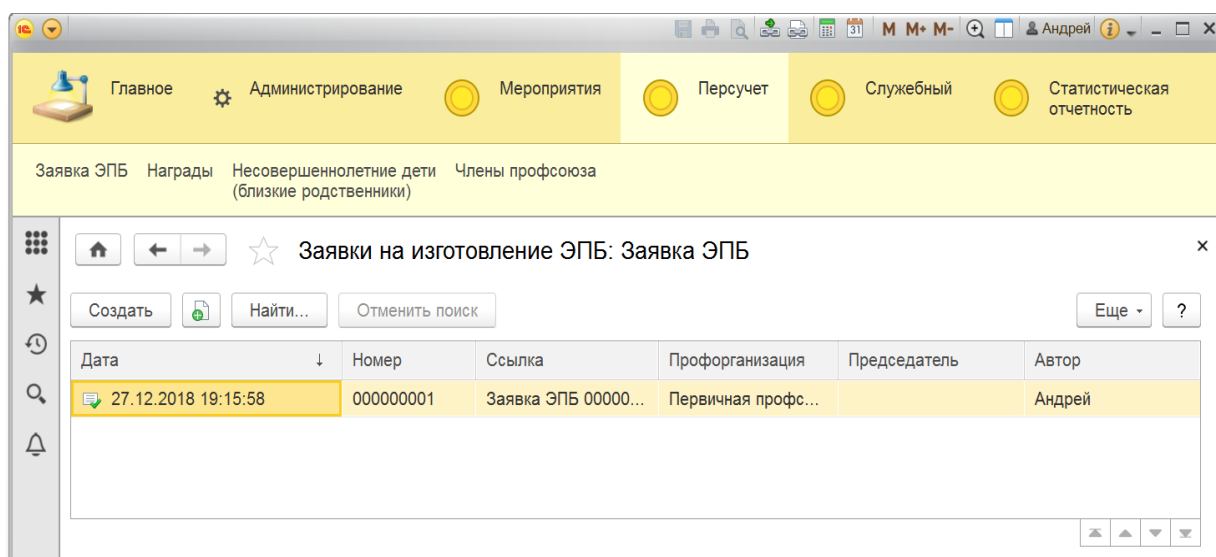 1С 31 M M+ M- Андрей i
Главное Администрирование Мероприятия Персучет Служебный Статистическая
отчетность
Заявка ЭПБ Награды Несовершеннолетние дети Члены профсоюза
(близкие родственники)
Заявки на изготовление ЭПБ: Заявка ЭПБ
Создать Найти... Отменить поиск Еще ?
Дата ↓ Номер Ссылка Профорганизация Председатель Автор
27.12.2018 19:15:58 000000001 Заявка ЭПБ 00000... Первичная профс... Андрей